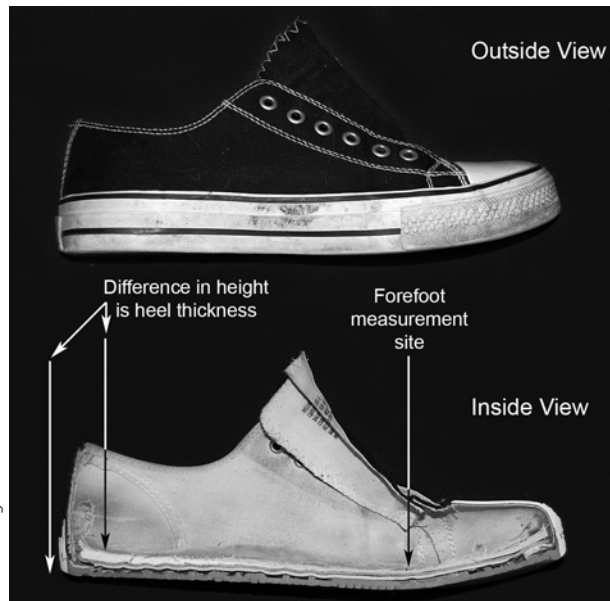 Outside View
Difference in height
is heel thickness
Forefoot
measurement
site
Inside View